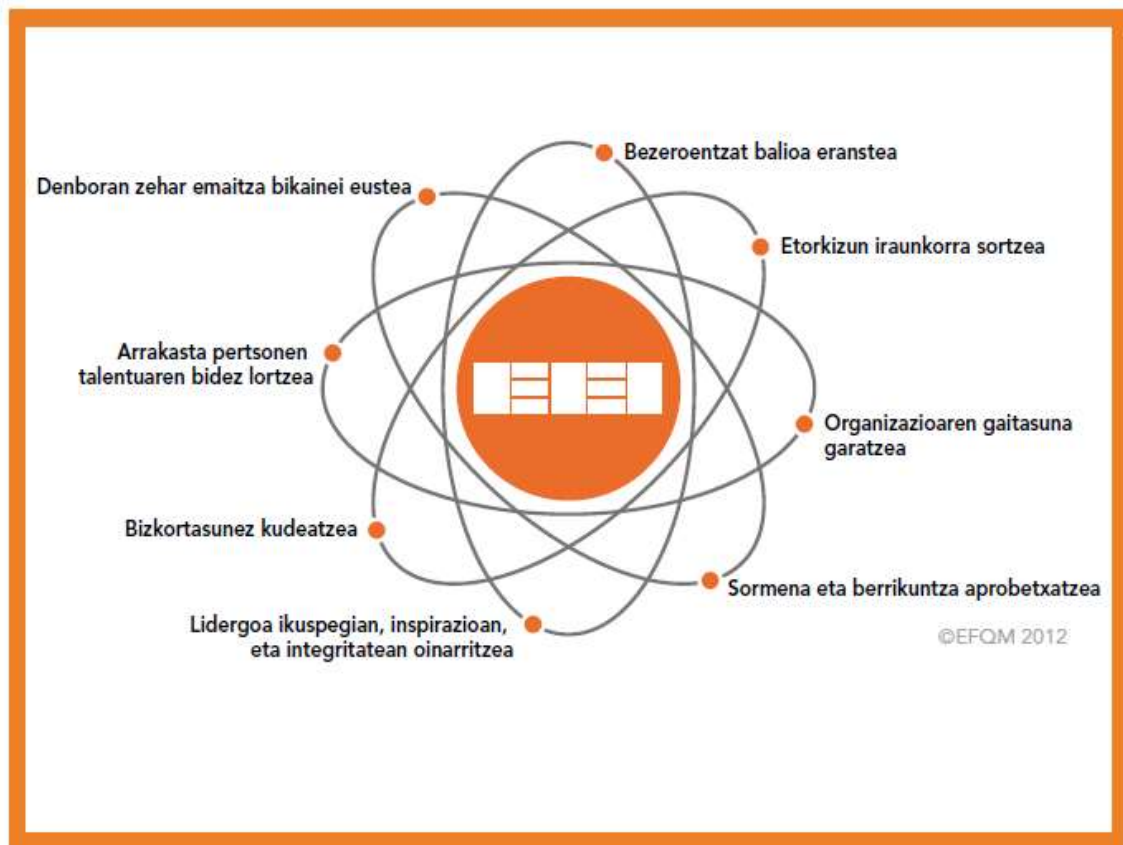 Bezeroentzat balioa eranstea
Denboran zehar emaitza bikainei eustea
Etorkizun iraunkorra sortzea
Arrakasta pertsonen
talentuaren bidez lortzea
Organizazioaren gaitasuna
garatzea
Bizkortasunez kudeatzea
Sormena eta berrikuntza aprobetxatzea
Lidergoa ikuspegian, inspirazioan,
eta integritatean oinarritzea
©EFQM 2012